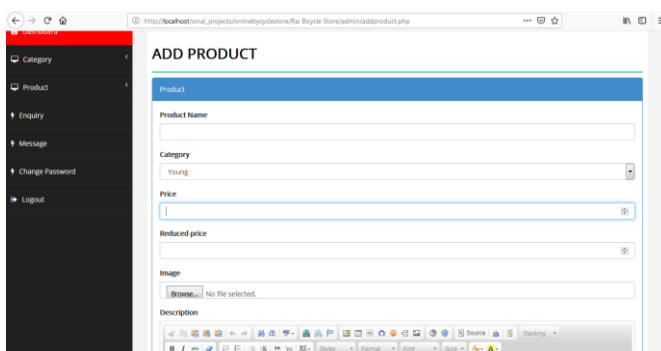 http://localhost/smal_projects/onlinebycyclestore/Rai Bicycle Store/admin/addproduct.php
Dashboard
Category
Product
Enquiry
Message
Change Password
Logout
ADD PRODUCT
Product
Product Name
Category
Young
Price
Reduced price
Image
Browse... No file selected.
Description
Source Tracking
B I Styles Format Font Size A A